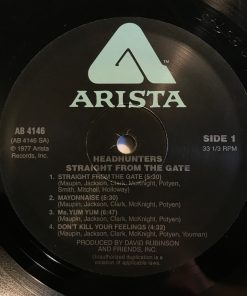 TM
ARISTA
AB 4146
(AB 4146 SA)
℗ 1977 Arista
Records, Inc.
SIDE 1
33 1/3 RPM
HEADHUNTERS
STRAIGHT FROM THE GATE
1. STRAIGHT FROM THE GATE (5:30)
(Maupin, Jackson, Clark, McKnight, Potyen,
Smith, Mitchell, Holloway)
2. MAYONNAISE (5:00)
(Maupin, Jackson, Clark, McKnight, Potyen)
3. Ms. YUM YUM (6:47)
(Maupin, Jackson, Clark, McKnight, Potyen)
4. DON'T KILL YOUR FEELINGS (4:32)
(Maupin, Jackson, Clark, McKnight, Potyen, Youman)
PRODUCED BY DAVID RUBINSON
AND FRIENDS, INC.
(Unauthorized duplication is a
violation of applicable laws.)